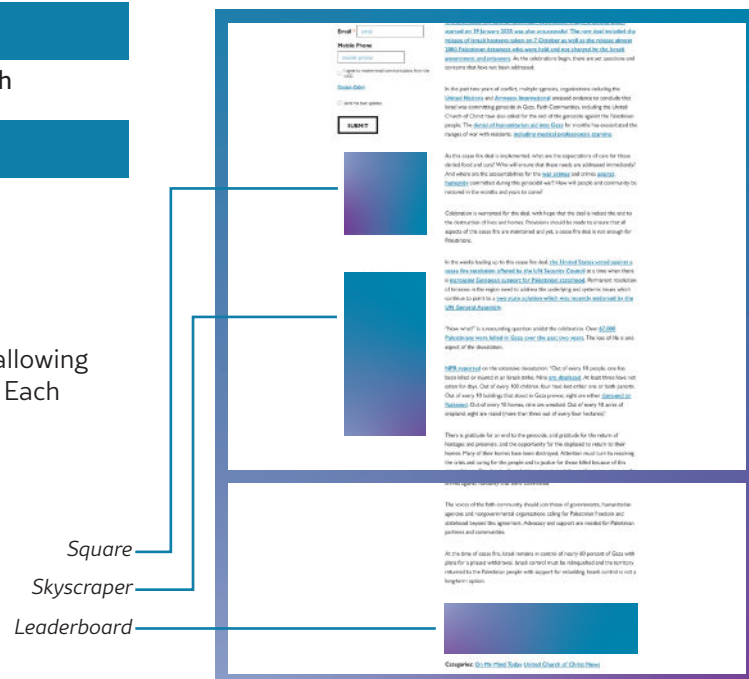 h
allowing
Each
Square
Skyscraper
Leaderboard
Email *
email
Mobile Phone
mobile phone
SUBMIT
started on 19 January 2025 was also unsuccessful. The new deal included the
release of Israeli hostages taken on 7 October as well as the release almost
2000 Palestinian detainees who were held and not charged by the Israeli
government and prisoners. As the celebrations begin, there are yet questions and
concerns that have not been addressed.
In the past two years of conflict, multiple agencies, organizations including the
United Nations and Amnesty International amassed evidence to conclude that
Israel was committing genocide in Gaza. Faith Communities, including the United
Church of Christ have also called for the end of the genocide against the Palestinian
people. The denial of humanitarian aid into Gaza for months has exacerbated the
ravages of war with residents, including medical professionals, starving.
As this cease fire deal is implemented, what are the expectations of care for those
denied food and care? Who will ensure that these needs are addressed immediately?
And where are the accountabilities for the war crimes and crimes against
humanity committed during this genocidal war? How will people and community be
restored in the months and years to come?
Celebration is warranted for this deal, with hope that the deal is indeed the end to
the destruction of lives and homes. Provisions should be made to ensure that all
aspects of the cease fire are maintained and yet, a cease fire deal is not enough for
Palestinians.
In the weeks leading up to this cease fire deal, the United States voted against a
cease fire resolution offered by the UN Security Council at a time when there
is increasing European support for Palestinian statehood. Permanent resolution
of tensions in the region need to address the underlying and systemic issues which
continue to point to a two state solution which was recently endorsed by the
UN General Assembly.
"Now what?" is a resounding question amidst the celebration. Over 67,000
Palestinians were killed in Gaza over the past two years. The loss of life is one
aspect of the devastation.
NPR reported on the extensive devastation: "Out of every 10 people, one has
been killed or injured in an Israeli strike. Nine are displaced. At least three have not
eaten for days. Out of every 100 children, four have lost either one or both parents.
Out of every 10 buildings that stood in Gaza prewar, eight are either damaged or
flattened. Out of every 10 homes, nine are wrecked. Out of every 10 acres of
cropland, eight are razed (more than three out of every four hectares)."
There is gratitude for an end to the genocide, and gratitude for the return of
hostages and prisoners, and the opportunity for the displaced to return to their
homes. Many of their homes have been destroyed. Attention must turn to resolving
the crisis and caring for the people and to justice for those killed because of this
The voices of the faith community should join those of governments, humanitarian
agencies and nongovernmental organizations calling for Palestinian freedom and
statehood beyond this agreement. Advocacy and support are needed for Palestinian
partners and communities.
At the time of cease fire, Israel remains in control of nearly 60 percent of Gaza with
plans for a phased withdrawal. Israeli control must be relinquished and the territory
returned to the Palestinian people with support for rebuilding. Israeli control is not a
long-term option.
Categories: On My Mind Today United Church of Christ News